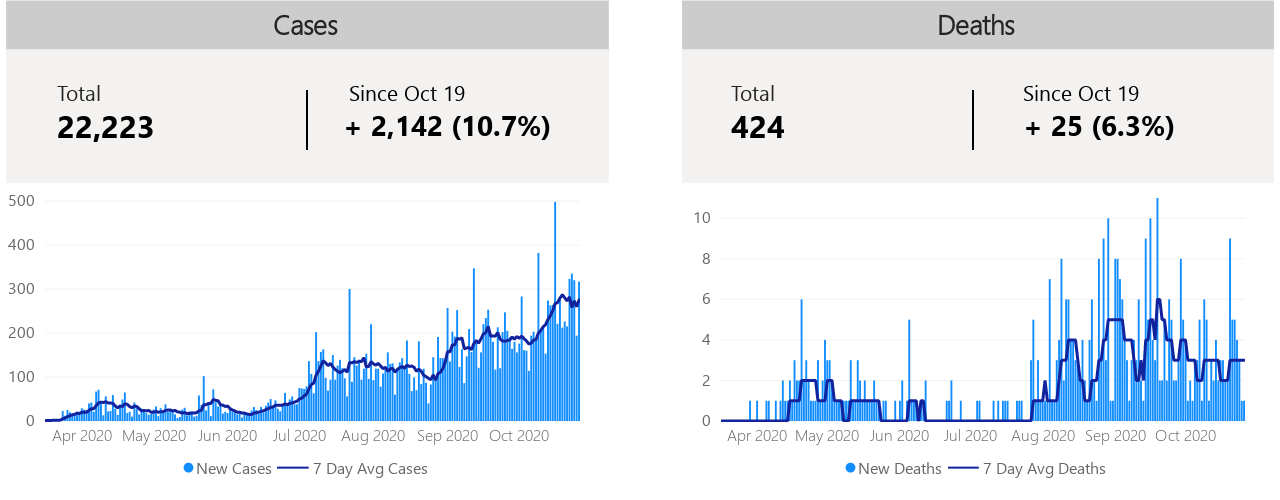 Cases
Total
22,223
Since Oct 19
+ 2,142 (10.7%)
500
400
300
200
100
0
Apr 2020 May 2020 Jun 2020 Jul 2020 Aug 2020 Sep 2020 Oct 2020
New Cases 7 Day Avg Cases
Deaths
Total
424
Since Oct 19
+ 25 (6.3%)
10
8
6
4
2
0
Apr 2020 May 2020 Jun 2020 Jul 2020 Aug 2020 Sep 2020 Oct 2020
New Deaths 7 Day Avg Deaths